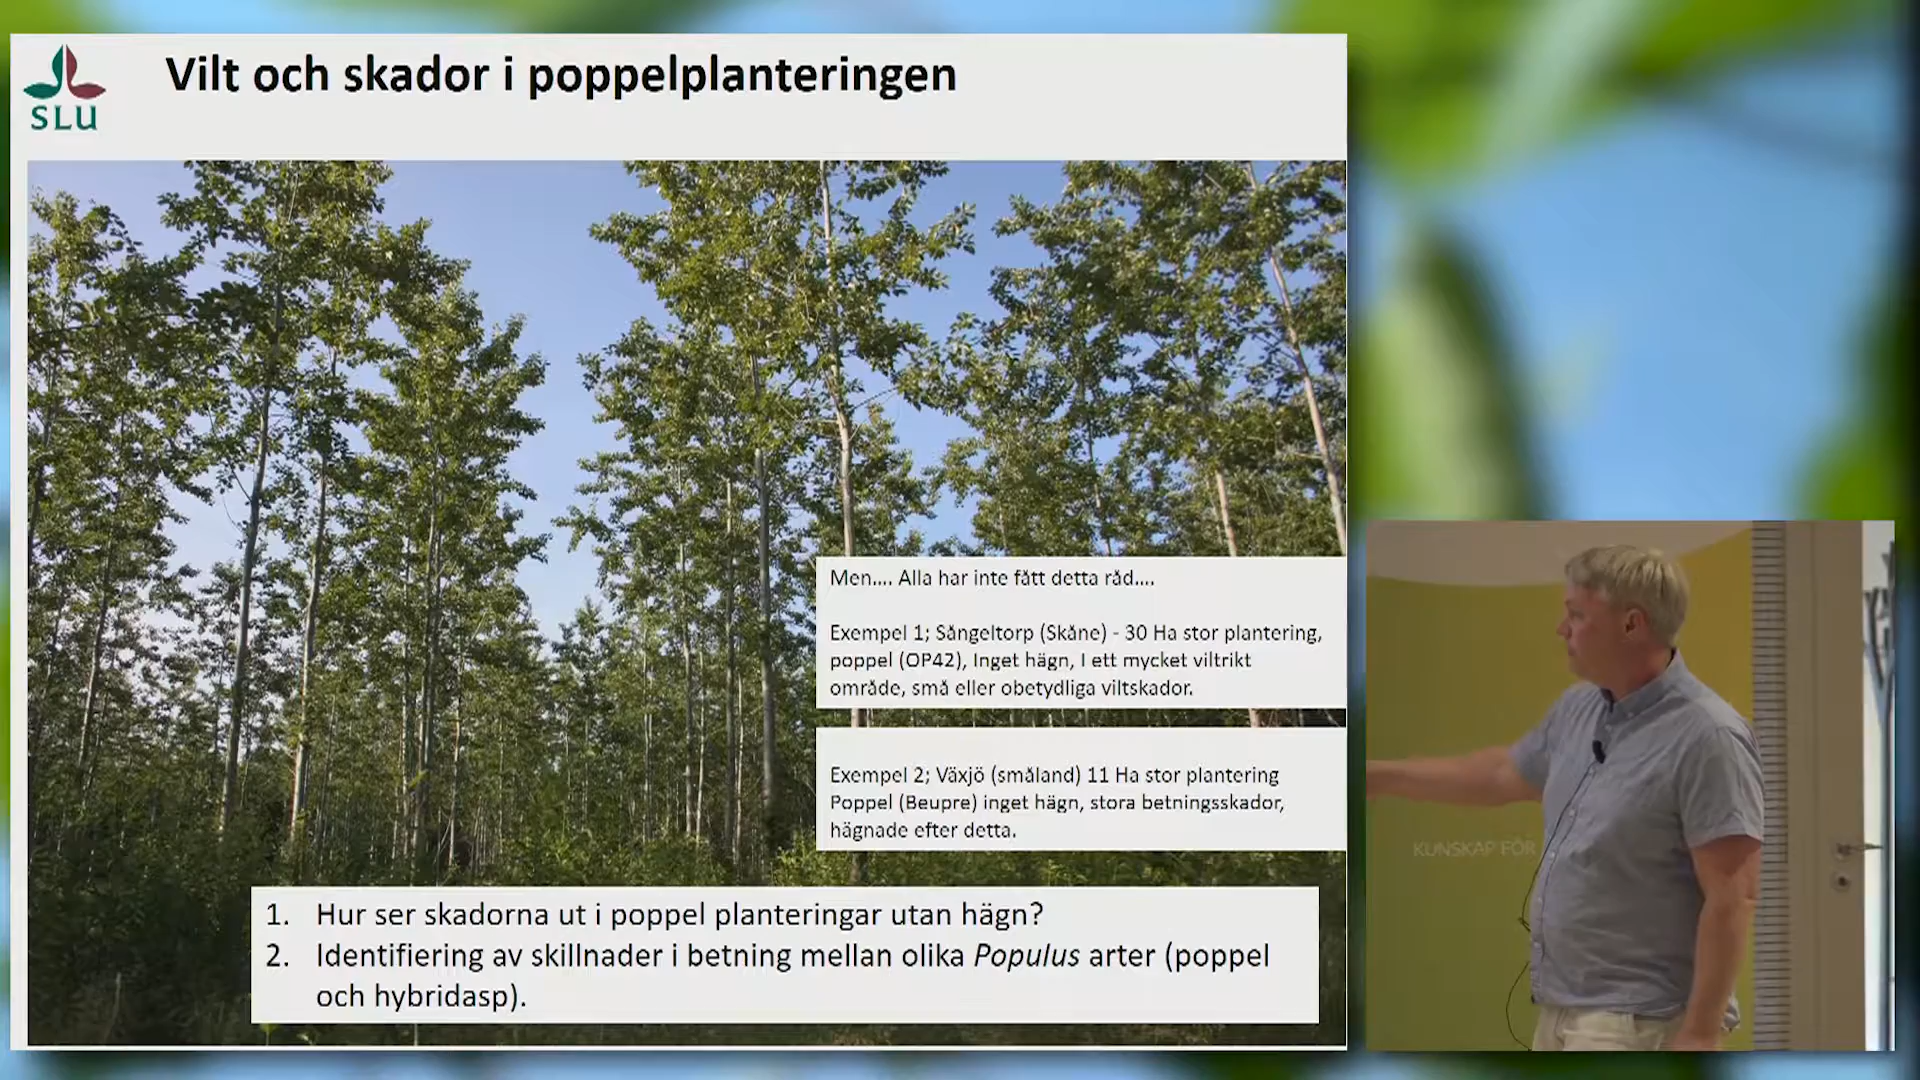 SLU
Vilt och skador i poppelplanteringen
Men.... Alla har inte fått detta råd....
Exempel 1; Sångeltorp (Skåne) - 30 Ha stor plantering,
poppel (OP42), Inget hägn, I ett mycket viltrikt
område, små eller obetydliga viltskador.
Exempel 2; Växjö (småland) 11 Ha stor plantering
Poppel (Beupre) inget hägn, stora betningsskador,
hägnade efter detta.
1. Hur ser skadorna ut i poppel planteringar utan hägn?
2. Identifiering av skillnader i betning mellan olika Populus arter (poppel
och hybridasp).
KUNSKAP FÖR